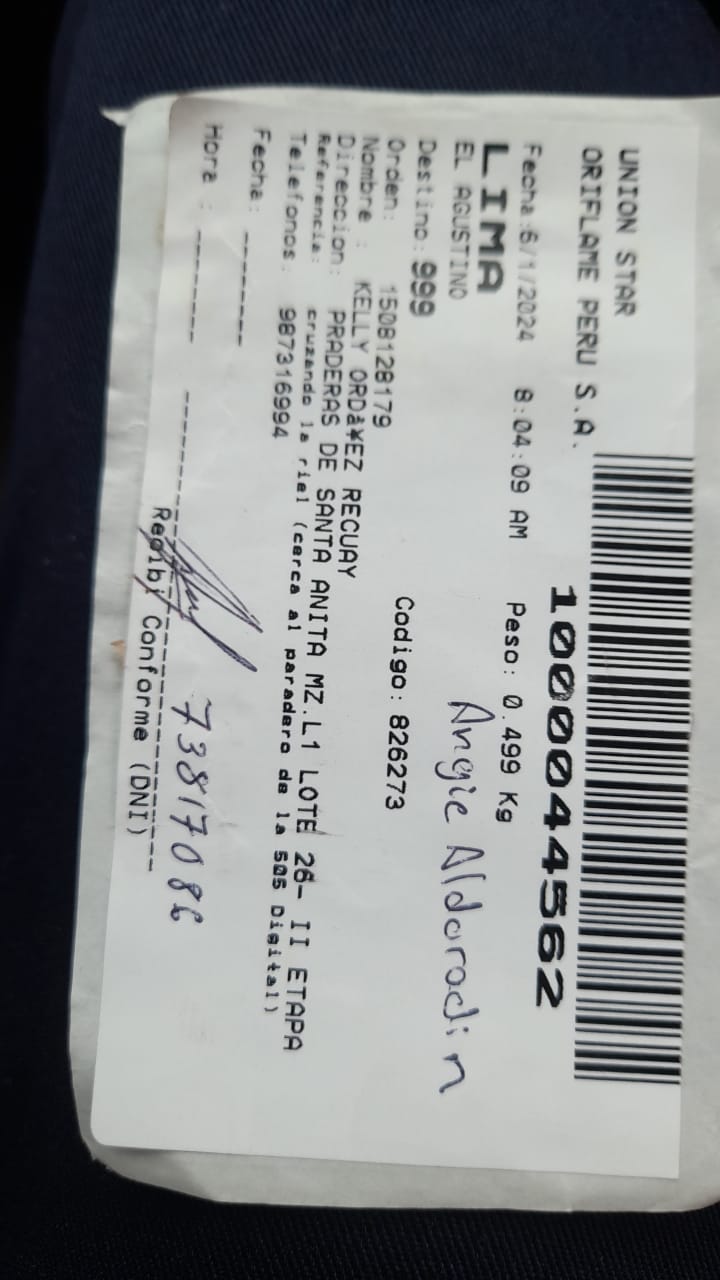 UNION STAR
ORIFLAME PERU S.A.
10000044562
Fecha:6/1/2024 8:04:09 AM Peso: 0.499 Kg
LIMA
EL AGUSTINO
Angie Aldoradin
Destino: 999
Orden: 1508128179 Codigo: 826273
Nombre : KELLY ORDà¥EZ RECUAY
Direccion: PRADERAS DE SANTA ANITA MZ.L1 LOTE 26- II ETAPA
Referencia: cruzando la riel (cerca al paradero de la 505 Digital)
Telefonos: 987316994
Fecha: --------
Hora : --------
73817086
Recibi Conforme (DNI)